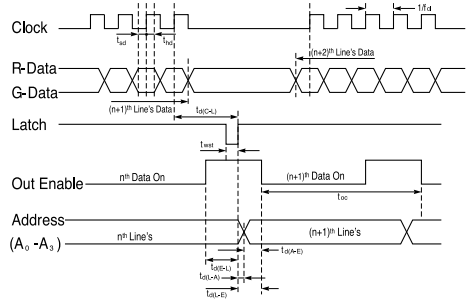 Clock
1/fcl
tsd
thd
(n+2)th Line's Data
R-Data
G-Data
(n+1)th Line's Data
td(C-L)
Latch
twst
Out Enable
nth Data On
(n+1)th Data On
toc
Address
(A0 -A3)
nth Line's
(n+1)th Line's
td(A-E)
td(E-L)
td(L-A)
td(L-E)